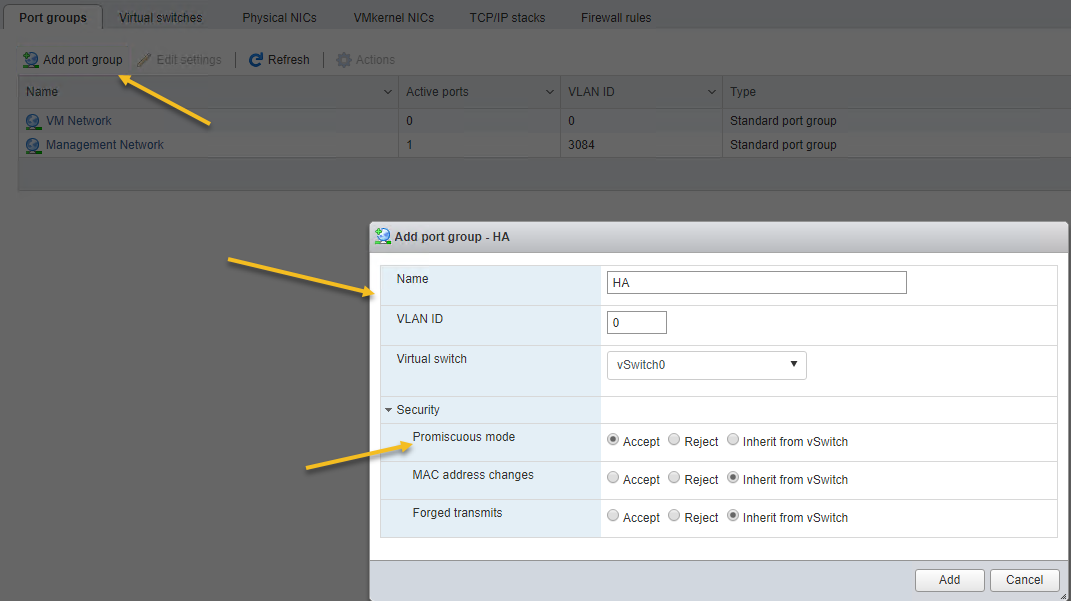 Port groups Virtual switches Physical NICs VMkernel NICs TCP/IP stacks Firewall rules
Add port group Edit settings Refresh Actions
Name Active ports VLAN ID Type
VM Network 0 0 Standard port group
Management Network 1 3084 Standard port group
Add port group - HA
Name HA
VLAN ID 0
Virtual switch vSwitch0
Security
Promiscuous mode Accept Reject Inherit from vSwitch
MAC address changes Accept Reject Inherit from vSwitch
Forged transmits Accept Reject Inherit from vSwitch
Add Cancel